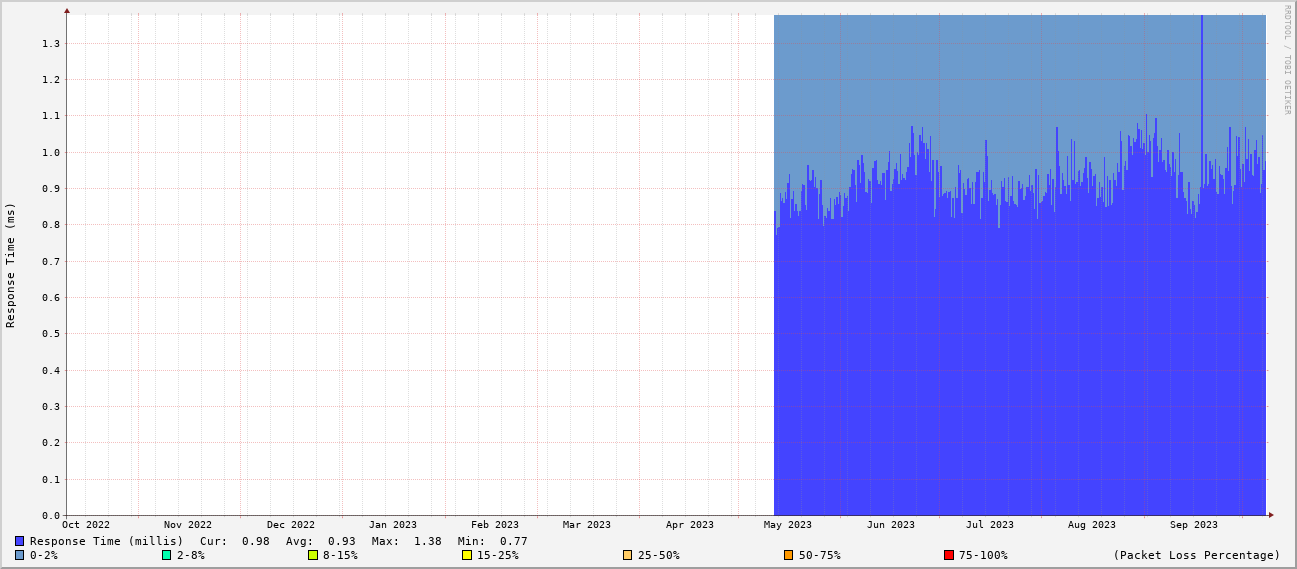 RRDTOOL / TOBI OETIKER
Response Time (ms)
1.3
1.2
1.1
1.0
0.9
0.8
0.7
0.6
0.5
0.4
0.3
0.2
0.1
0.0
Oct 2022 Nov 2022 Dec 2022 Jan 2023 Feb 2023 Mar 2023 Apr 2023 May 2023 Jun 2023 Jul 2023 Aug 2023 Sep 2023
Response Time (millis) Cur: 0.98 Avg: 0.93 Max: 1.38 Min: 0.77
0-2% 2-8% 8-15% 15-25% 25-50% 50-75% 75-100% (Packet Loss Percentage)